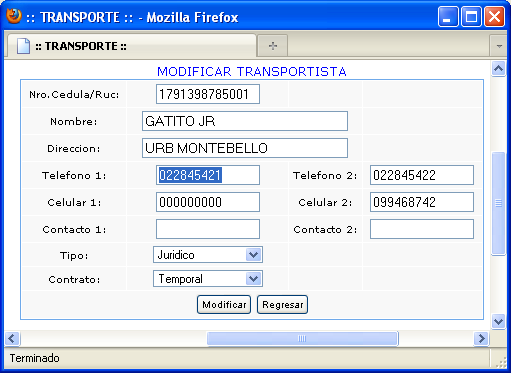 :: TRANSPORTE :: - Mozilla Firefox
:: TRANSPORTE ::
MODIFICAR TRANSPORTISTA
Nro.Cedula/Ruc: 1791398785001
Nombre: GATITO JR
Direccion: URB MONTEBELLO
Telefono 1: 022845421 Telefono 2: 022845422
Celular 1: 000000000 Celular 2: 099468742
Contacto 1: Contacto 2:
Tipo: Juridico
Contrato: Temporal
Modificar Regresar
Terminado